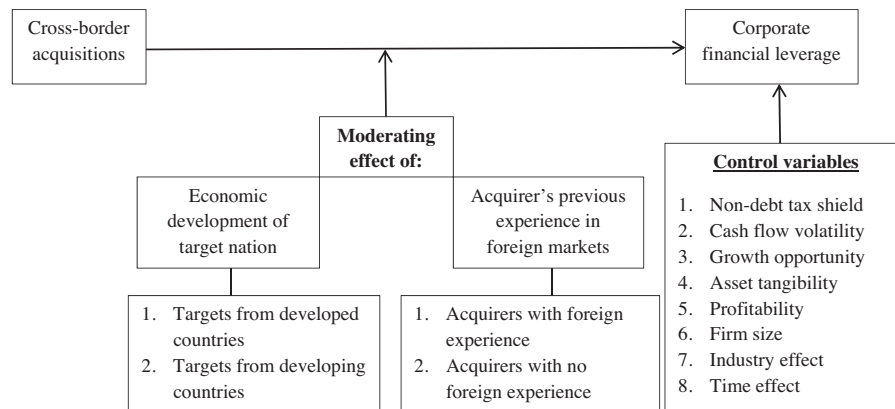 Cross-border
acquisitions
Corporate
financial leverage
Moderating
effect of:
Economic
development of
target nation
Acquirer's previous
experience in
foreign markets
1. Targets from developed
countries
2. Targets from developing
countries
1. Acquirers with foreign
experience
2. Acquirers with no
foreign experience
Control variables
1. Non-debt tax shield
2. Cash flow volatility
3. Growth opportunity
4. Asset tangibility
5. Profitability
6. Firm size
7. Industry effect
8. Time effect